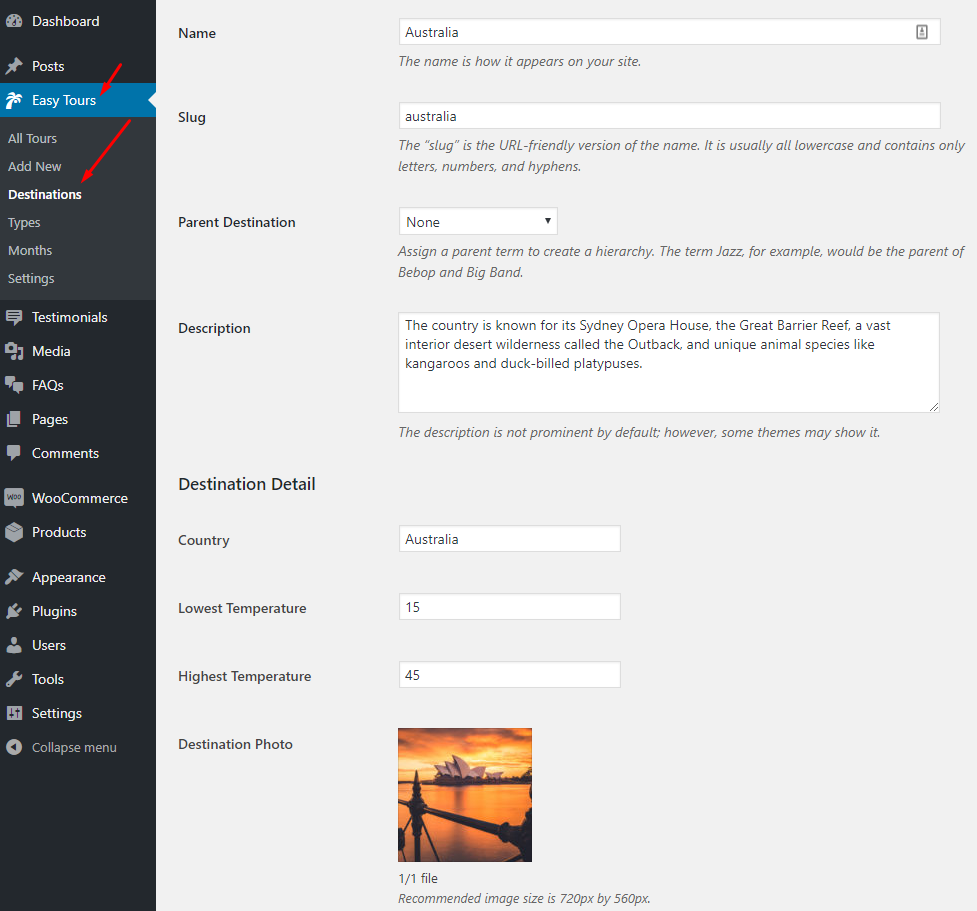 Dashboard
Posts
Easy Tours
All Tours
Add New
Destinations
Types
Months
Settings
Testimonials
Media
FAQs
Pages
Comments
WooCommerce
Products
Appearance
Plugins
Users
Tools
Settings
Collapse menu
Name
Australia
The name is how it appears on your site.
Slug
australia
The “slug” is the URL-friendly version of the name. It is usually all lowercase and contains only
letters, numbers, and hyphens.
Parent Destination
None
Assign a parent term to create a hierarchy. The term Jazz, for example, would be the parent of
Bebop and Big Band.
Description
The country is known for its Sydney Opera House, the Great Barrier Reef, a vast
interior desert wilderness called the Outback, and unique animal species like
kangaroos and duck-billed platypuses.
The description is not prominent by default; however, some themes may show it.
Destination Detail
Country
Australia
Lowest Temperature
15
Highest Temperature
45
Destination Photo
1/1 file
Recommended image size is 720px by 560px.